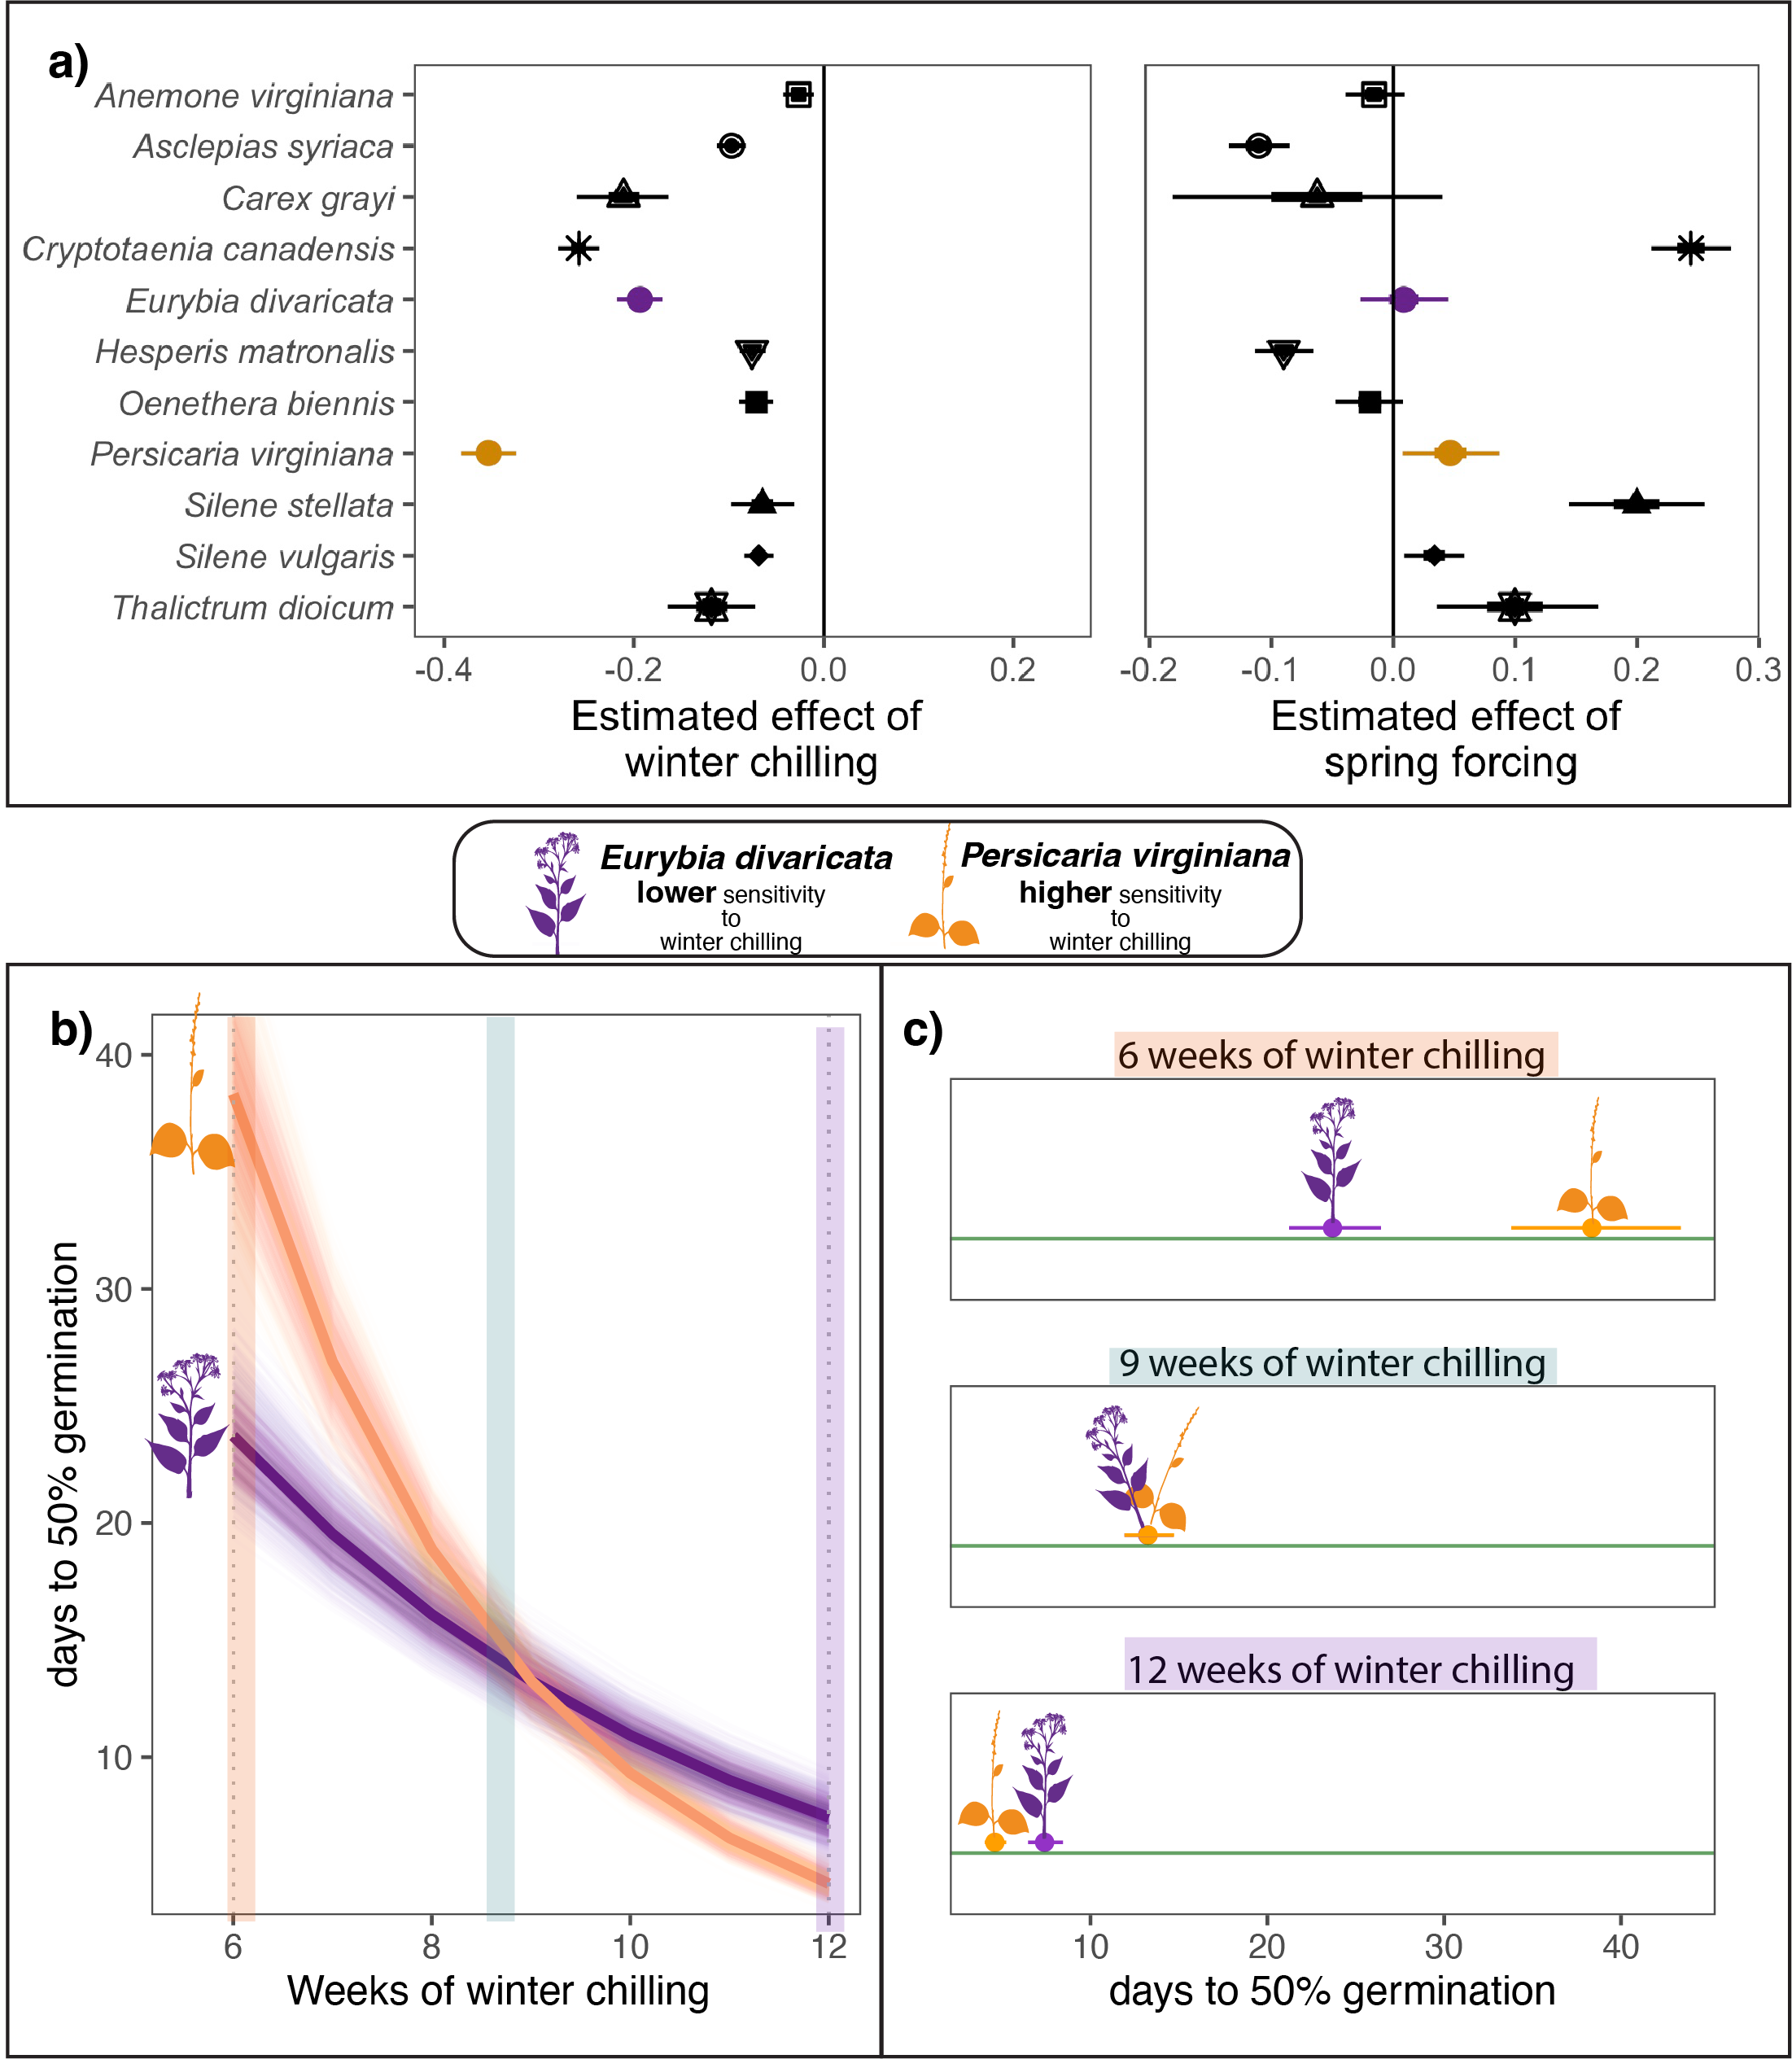 a)
Anemone virginiana
Asclepias syriaca
Carex grayi
Cryptotaenia canadensis
Eurybia divaricata
Hesperis matronalis
Oenethera biennis
Persicaria virginiana
Silene stellata
Silene vulgaris
Thalictrum dioicum
-0.4 -0.2 0.0 0.2
Estimated effect of
winter chilling
-0.2 -0.1 0.0 0.1 0.2 0.3
Estimated effect of
spring forcing
Eurybia divaricata
lower sensitivity
to
winter chilling
Persicaria virginiana
higher sensitivity
to
winter chilling
b)
days to 50% germination
40
30
20
10
6 8 10 12
Weeks of winter chilling
c)
6 weeks of winter chilling
9 weeks of winter chilling
12 weeks of winter chilling
10 20 30 40
days to 50% germination